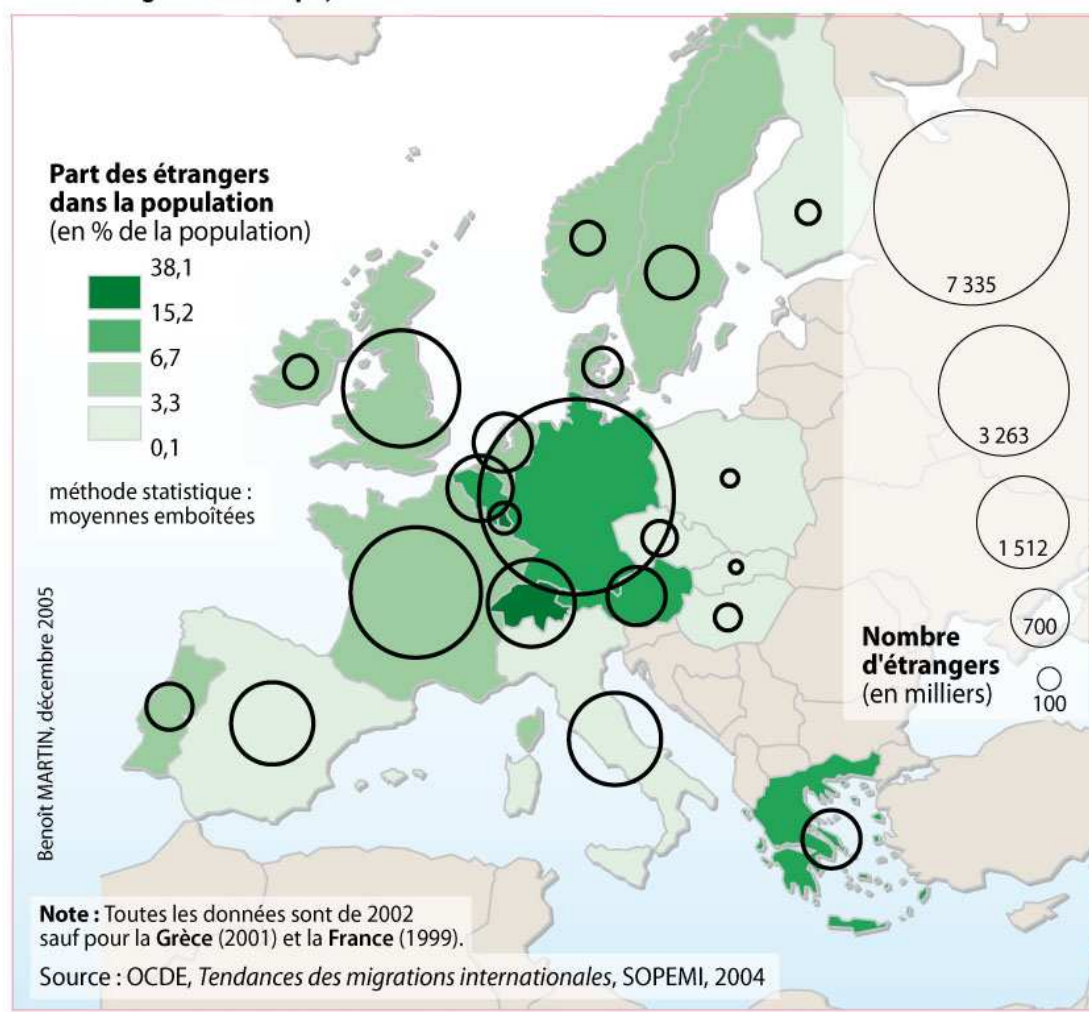 Part des étrangers
dans la population
(en % de la population)
38,1
15,2
6,7
3,3
0,1
méthode statistique :
moyennes emboîtées
7 335
3 263
1 512
700
100
Nombre
d'étrangers
(en milliers)
Benoît MARTIN, décembre 2005
Note : Toutes les données sont de 2002
sauf pour la Grèce (2001) et la France (1999).
Source : OCDE, Tendances des migrations internationales, SOPEMI, 2004